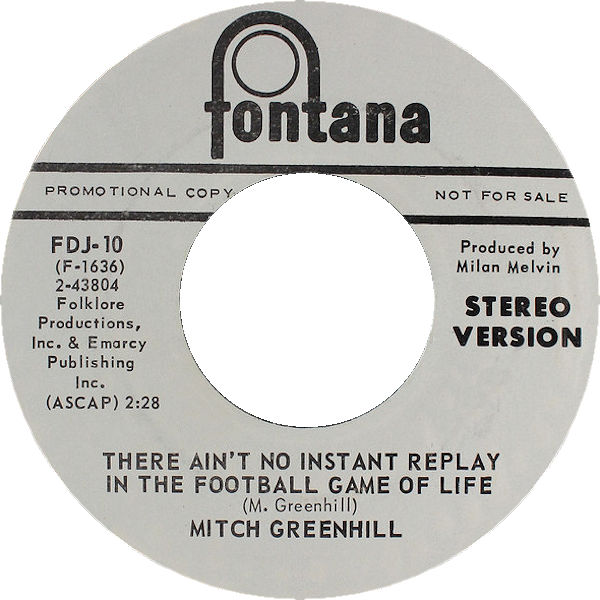 fontana
PROMOTIONAL COPY NOT FOR SALE
FDJ-10
(F-1636)
2-43804
Folklore
Productions,
Inc. & Emarcy
Publishing
Inc.
(ASCAP) 2:28
Produced by
Milan Melvin
STEREO
VERSION
THERE AIN'T NO INSTANT REPLAY
IN THE FOOTBALL GAME OF LIFE
(M. Greenhill)
MITCH GREENHILL